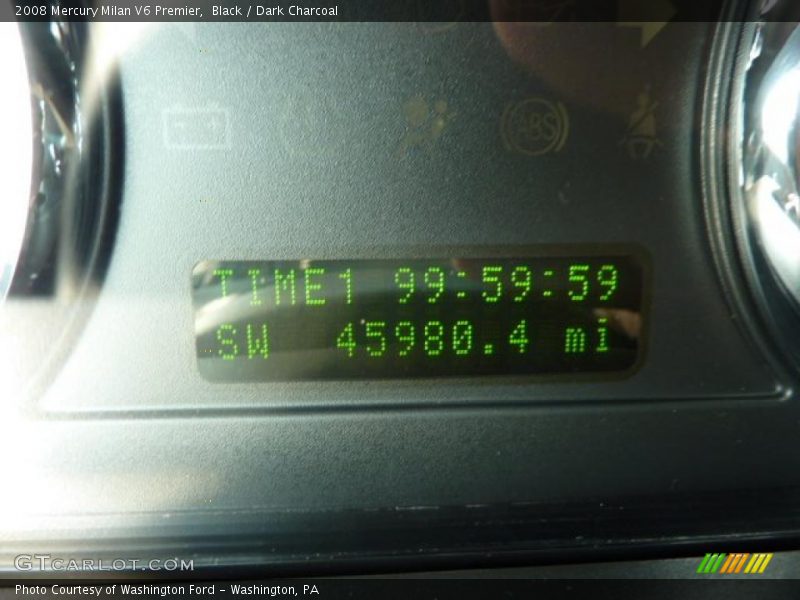 2008 Mercury Milan V6 Premier, Black / Dark Charcoal
ABS
TIME1 99:59:59
SW 45980.4 mi
GTCARLOT.COM
Photo Courtesy of Washington Ford - Washington, PA